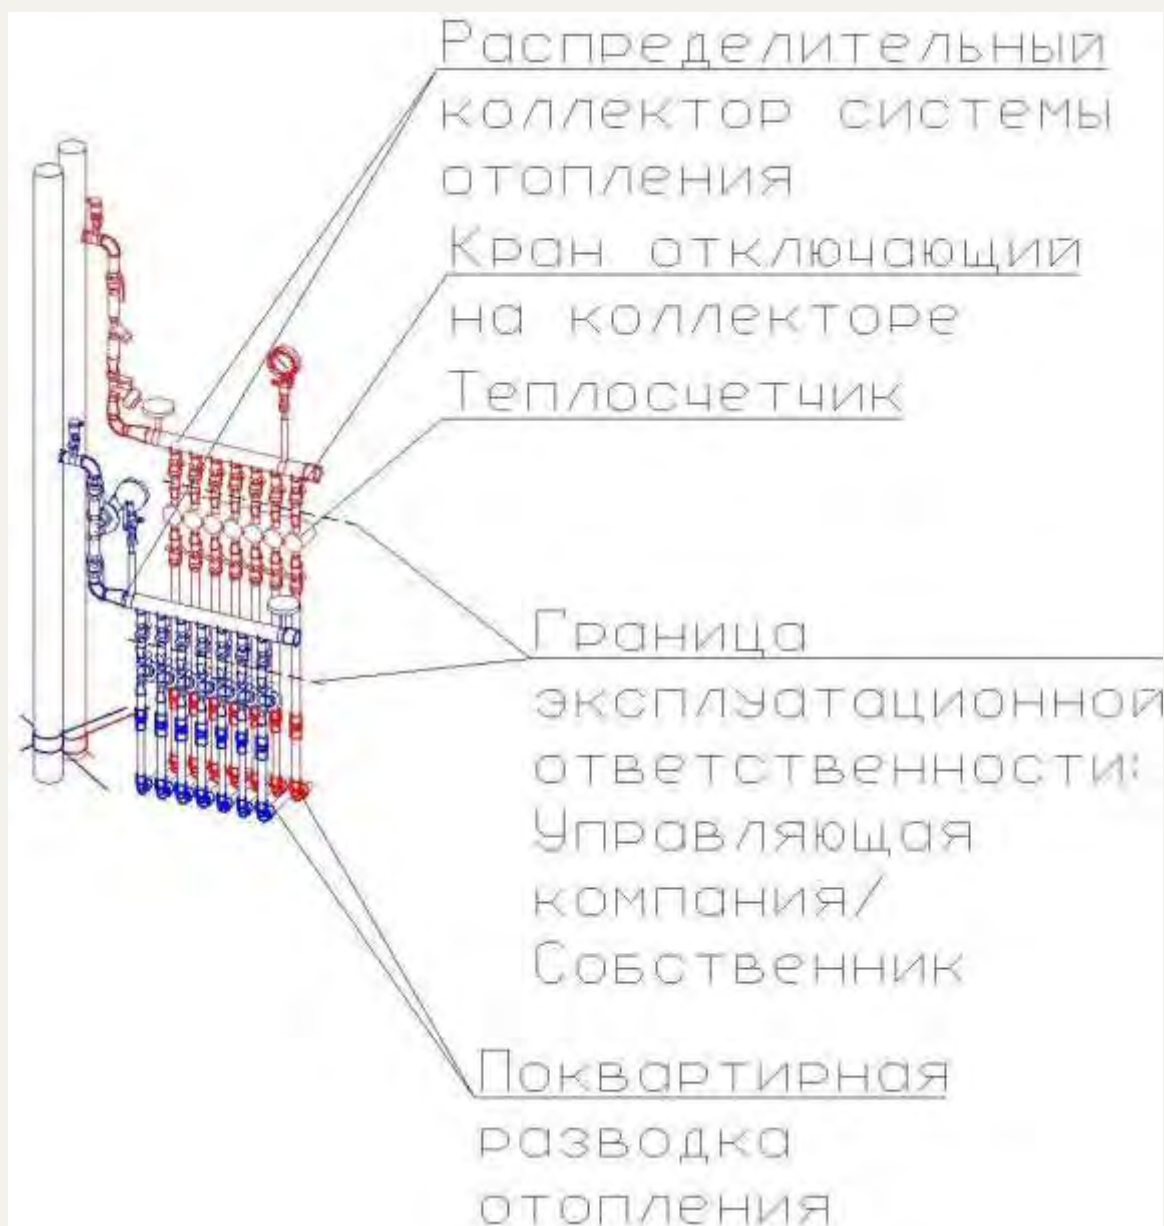 Распределительный
коллектор системы
отопления
Кран отключающий
на коллекторе
Теплосчетчик
Граница
эксплуатационной
ответственности:
Управляющая
компания/
Собственник
Поквартирная
разводка
отопления